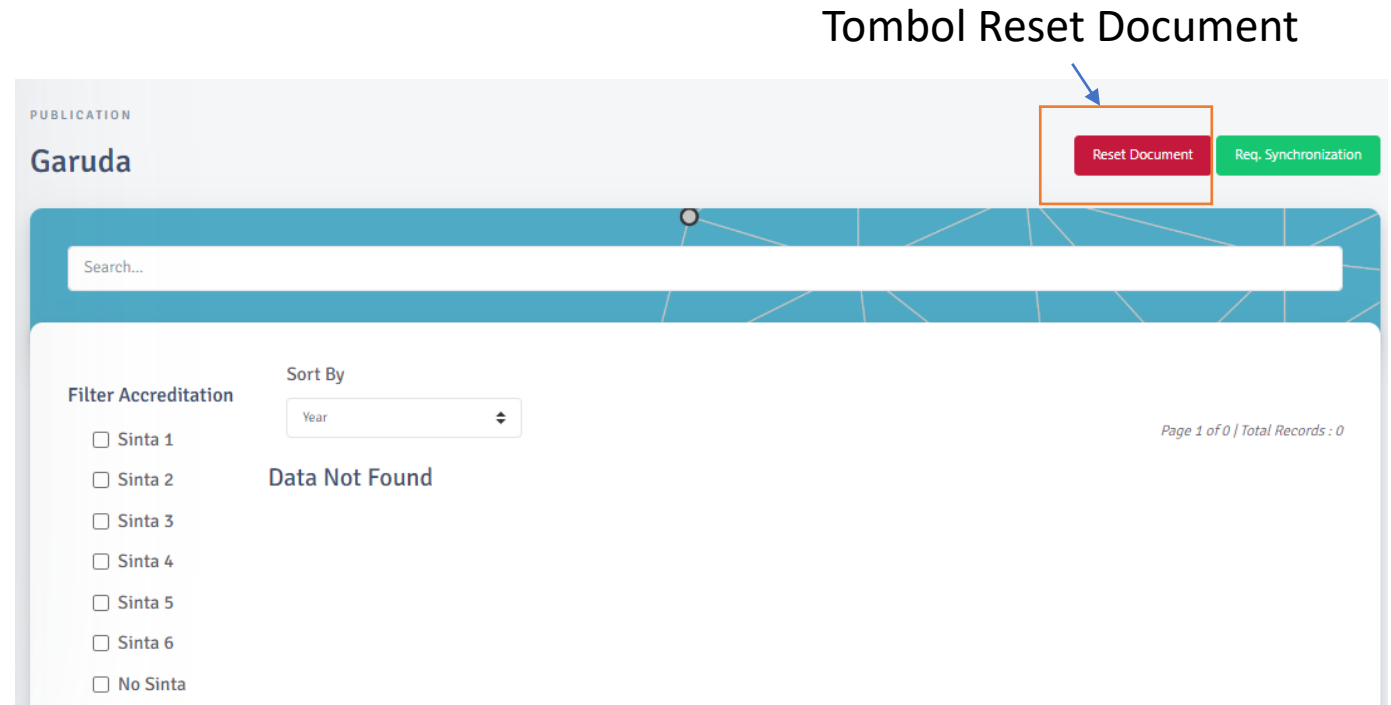 Tombol Reset Document
PUBLICATION
Garuda
Reset Document
Req. Synchronization
Search...
Filter Accreditation
Sinta 1
Sinta 2
Sinta 3
Sinta 4
Sinta 5
Sinta 6
No Sinta
Sort By
Year
Page 1 of 0 | Total Records : 0
Data Not Found